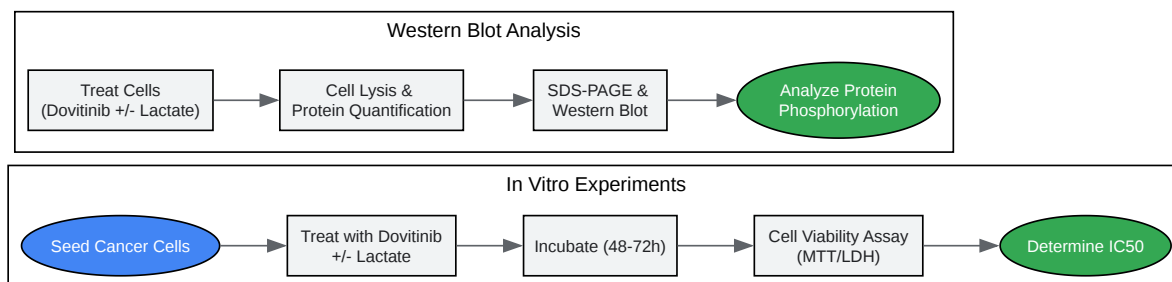 Western Blot Analysis
Treat Cells
(Dovitinib +/- Lactate)
Cell Lysis &
Protein Quantification
SDS-PAGE &
Western Blot
Analyze Protein
Phosphorylation
In Vitro Experiments
Seed Cancer Cells
Treat with Dovitinib
+/- Lactate
Incubate (48-72h)
Cell Viability Assay
(MTT/LDH)
Determine IC50